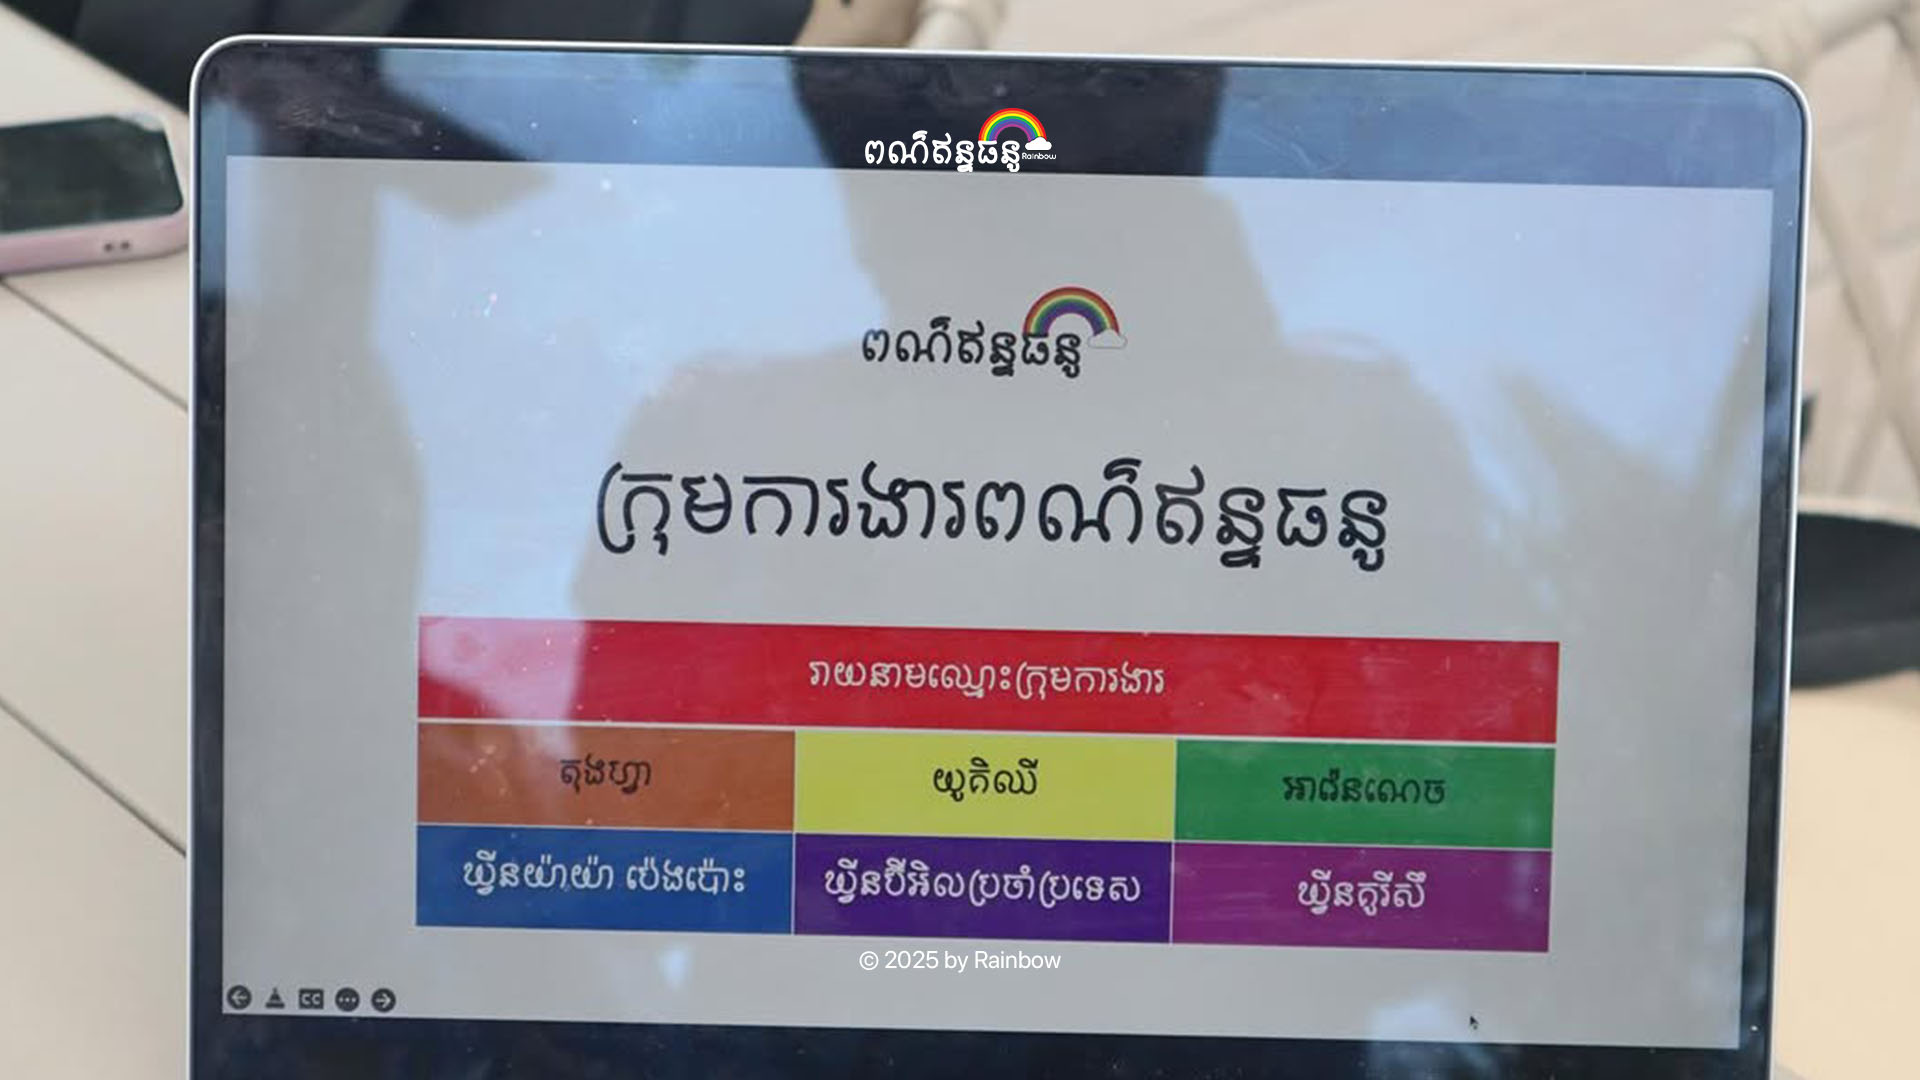 ពណ៌ឥន្ទធនូ
Rainbow
ពណ៌ឥន្ទធនូ
ក្រុមការងារពណ៌ឥន្ទធនូ
រាយនាមឈ្មោះក្រុមការងារ
តុងហ្វា
យូគិឈី
អាវ៉េនណេច
ឃ្វីនយ៉ាយ៉ា ប៉េងប៉ោះ
ឃ្វីនប៊ីអិលប្រចាំប្រទេស
ឃ្វីនគូរីសឺ
© 2025 by Rainbow
CC